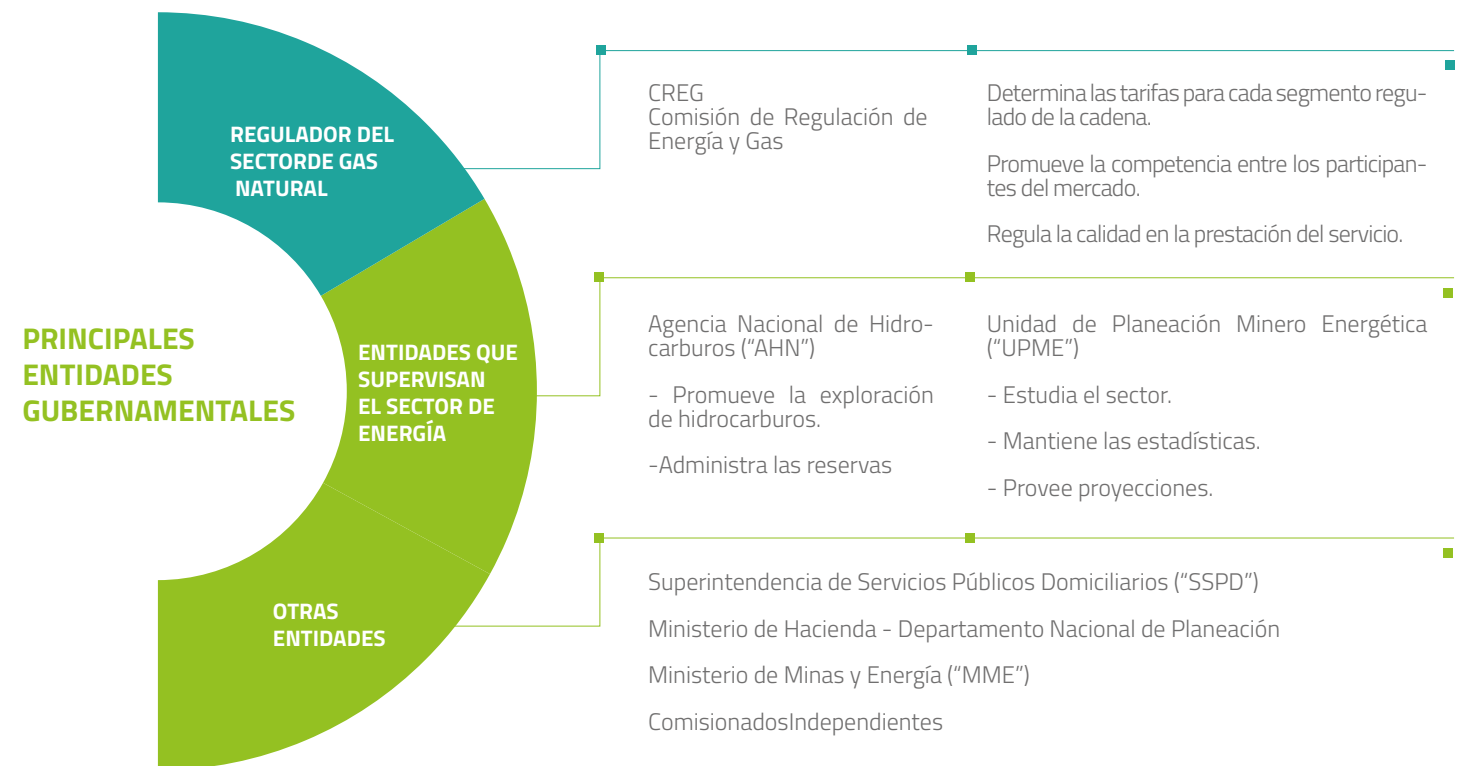 PRINCIPALES
ENTIDADES
GUBERNAMENTALES
REGULADOR DEL
SECTORDE GAS
NATURAL
CREG
Comisión de Regulación de
Energía y Gas
Determina las tarifas para cada segmento regu-
lado de la cadena.
Promueve la competencia entre los participan-
tes del mercado.
Regula la calidad en la prestación del servicio.
ENTIDADES QUE
SUPERVISAN
EL SECTOR DE
ENERGÍA
Agencia Nacional de Hidro-
carburos (“AHN”)
- Promueve la exploración
de hidrocarburos.
-Administra las reservas
Unidad de Planeación Minero Energética
(“UPME”)
- Estudia el sector.
- Mantiene las estadísticas.
- Provee proyecciones.
OTRAS
ENTIDADES
Superintendencia de Servicios Públicos Domiciliarios (“SSPD”)
Ministerio de Hacienda - Departamento Nacional de Planeación
Ministerio de Minas y Energía (“MME”)
ComisionadosIndependientes